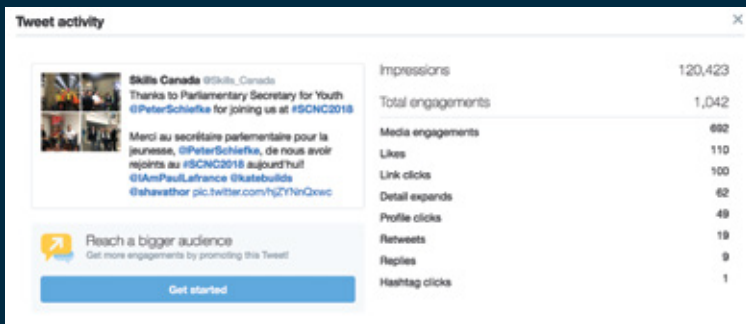 Tweet activity
×
Skills Canada @Skills_Canada
Thanks to Parliamentary Secretary for Youth
@PeterSchiefke for joining us at #SCNC2018
Merci au secrétaire parlementaire pour la
jeunesse, @PeterSchiefke, de nous avoir
rejoints au #SCNC2018 aujourd'hui!
@IAmPaulLafrance @katebuilds
@shavathor pic.twitter.com/hjZYNnQxwc
Reach a bigger audience
Get more engagements by promoting this Tweet!
Get started
Impressions 120,423
Total engagements 1,042
Media engagements 692
Likes 110
Link clicks 100
Detail expands 62
Profile clicks 49
Retweets 19
Replies 9
Hashtag clicks 1